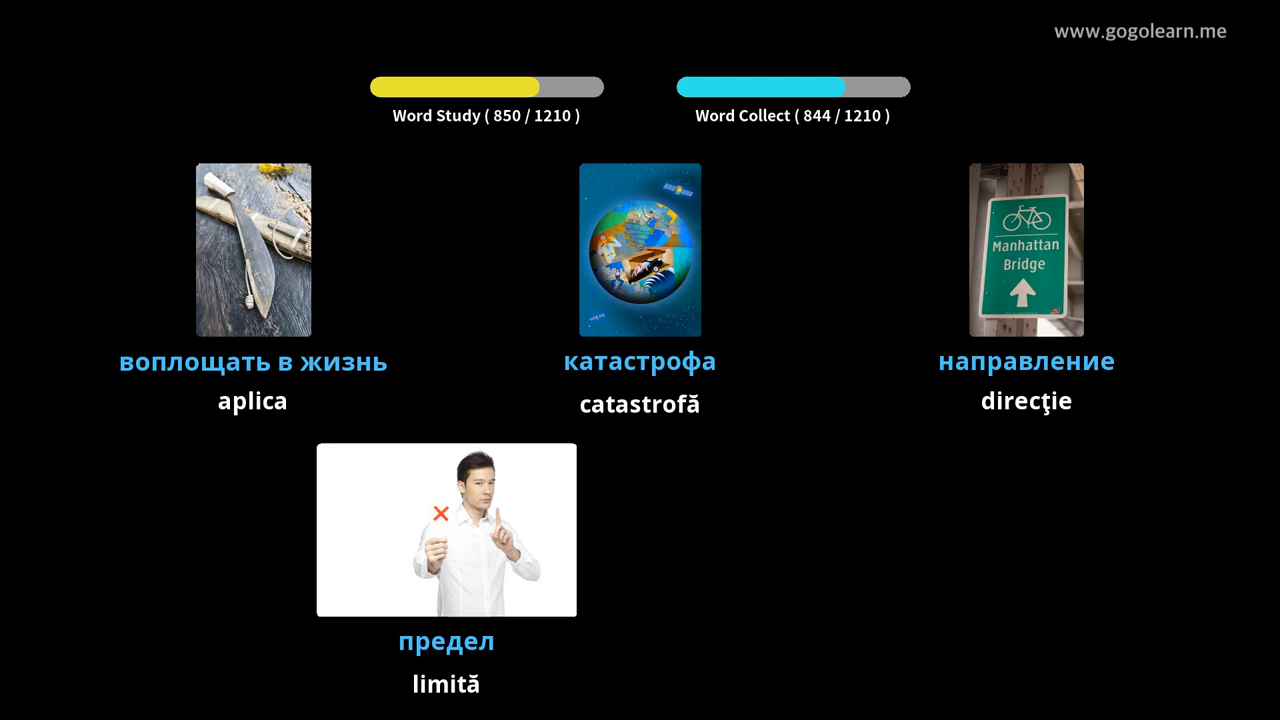 www.gogolearn.me
Word Study ( 850 / 1210 )
Word Collect ( 844 / 1210 )
Manhattan
Bridge
воплощать в жизнь
катастрофа
направление
aplica
catastrofă
direcţie
предел
limită